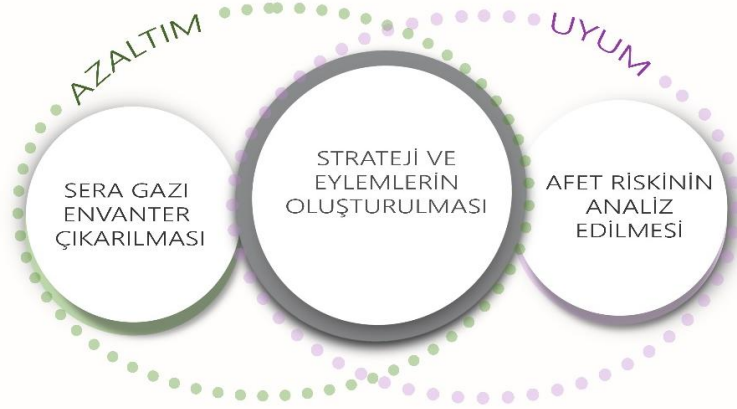 AZALTIM
UYUM
SERA GAZI
ENVANTER
ÇIKARILMASI
STRATEJİ VE
EYLEMLERİN
OLUŞTURULMASI
AFET RİSKİNİN
ANALİZ
EDİLMESİ